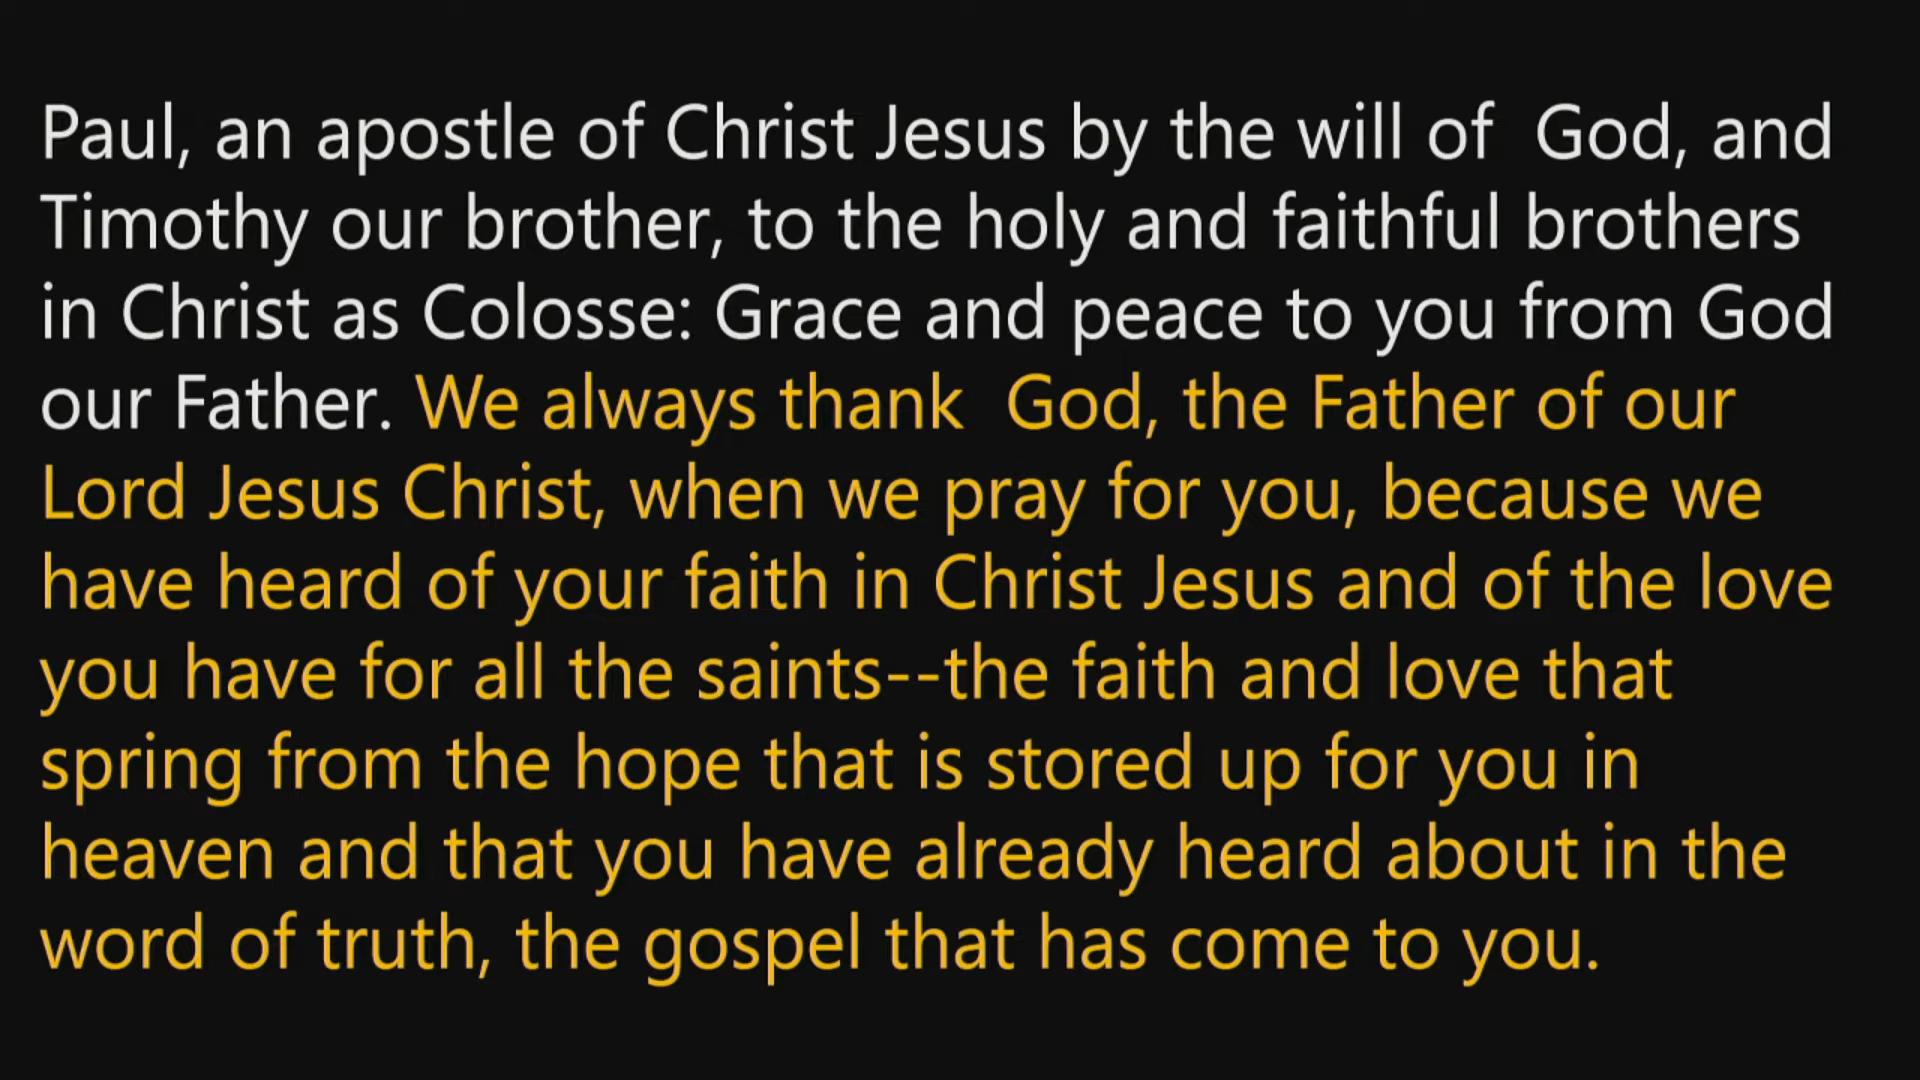 Paul, an apostle of Christ Jesus by the will of  God, and
Timothy our brother, to the holy and faithful brothers
in Christ as Colosse: Grace and peace to you from God
our Father. We always thank  God, the Father of our
Lord Jesus Christ, when we pray for you, because we
have heard of your faith in Christ Jesus and of the love
you have for all the saints--the faith and love that
spring from the hope that is stored up for you in
heaven and that you have already heard about in the
word of truth, the gospel that has come to you.